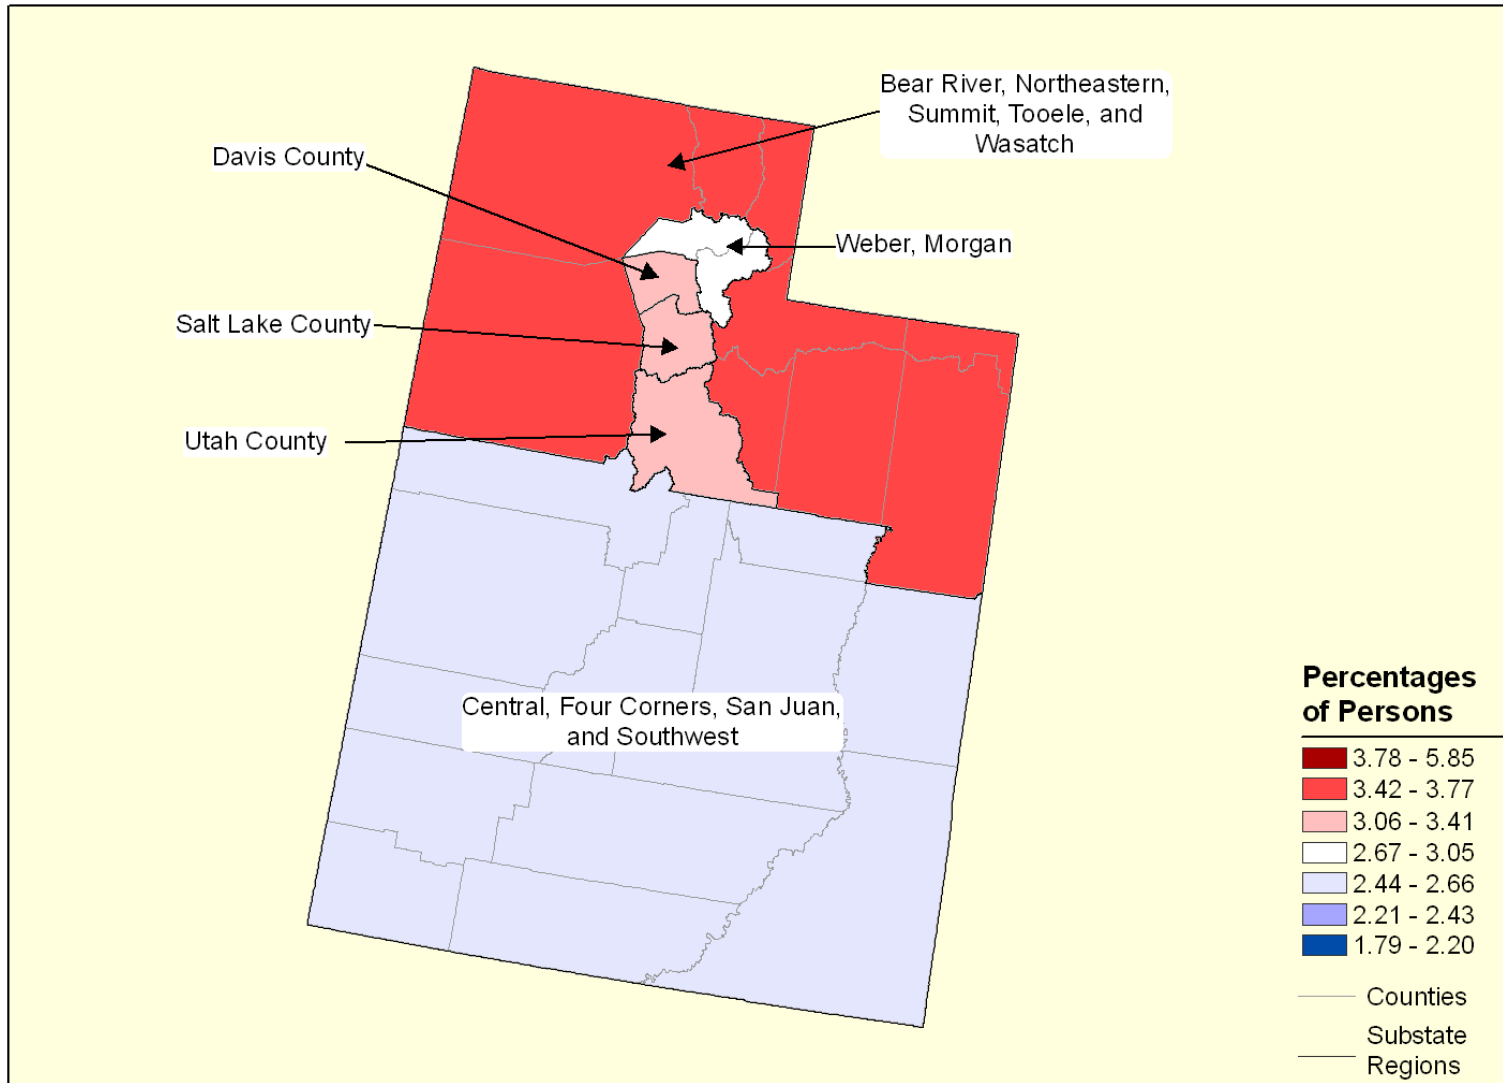 Bear River, Northeastern,
Summit, Tooele, and
Wasatch
Davis County
Weber, Morgan
Salt Lake County
Utah County
Central, Four Corners, San Juan,
and Southwest
Percentages
of Persons
3.78 - 5.85
3.42 - 3.77
3.06 - 3.41
2.67 - 3.05
2.44 - 2.66
2.21 - 2.43
1.79 - 2.20
Counties
Substate
Regions